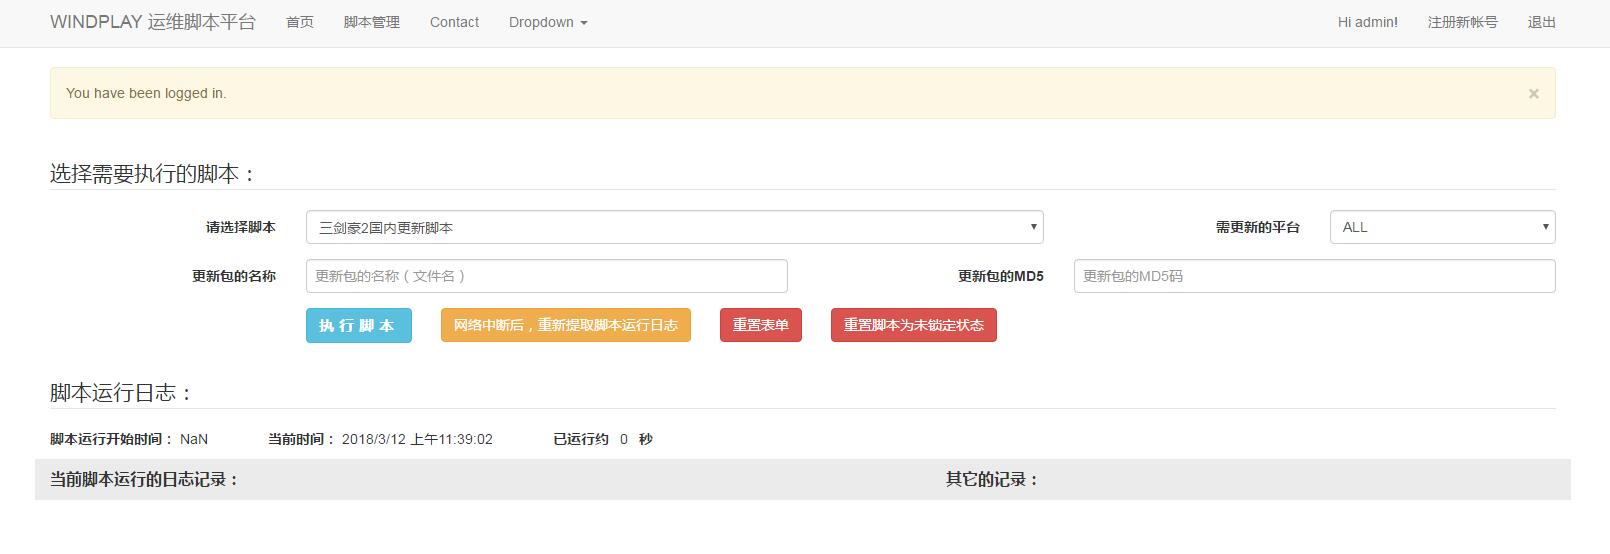 WINDPLAY 运维脚本平台 首页 脚本管理 Contact Dropdown Hi admin! 注册新帐号 退出
You have been logged in. ×
选择需要执行的脚本：
请选择脚本 三剑豪2国内更新脚本 需更新的平台 ALL
更新包的名称 更新包的名称（文件名） 更新包的MD5 更新包的MD5码
执行脚本 网络中断后，重新提取脚本运行日志 重置表单 重置脚本为未锁定状态
脚本运行日志：
脚本运行开始时间： NaN 当前时间： 2018/3/12 上午11:39:02 已运行约 0 秒
当前脚本运行的日志记录： 其它的记录：